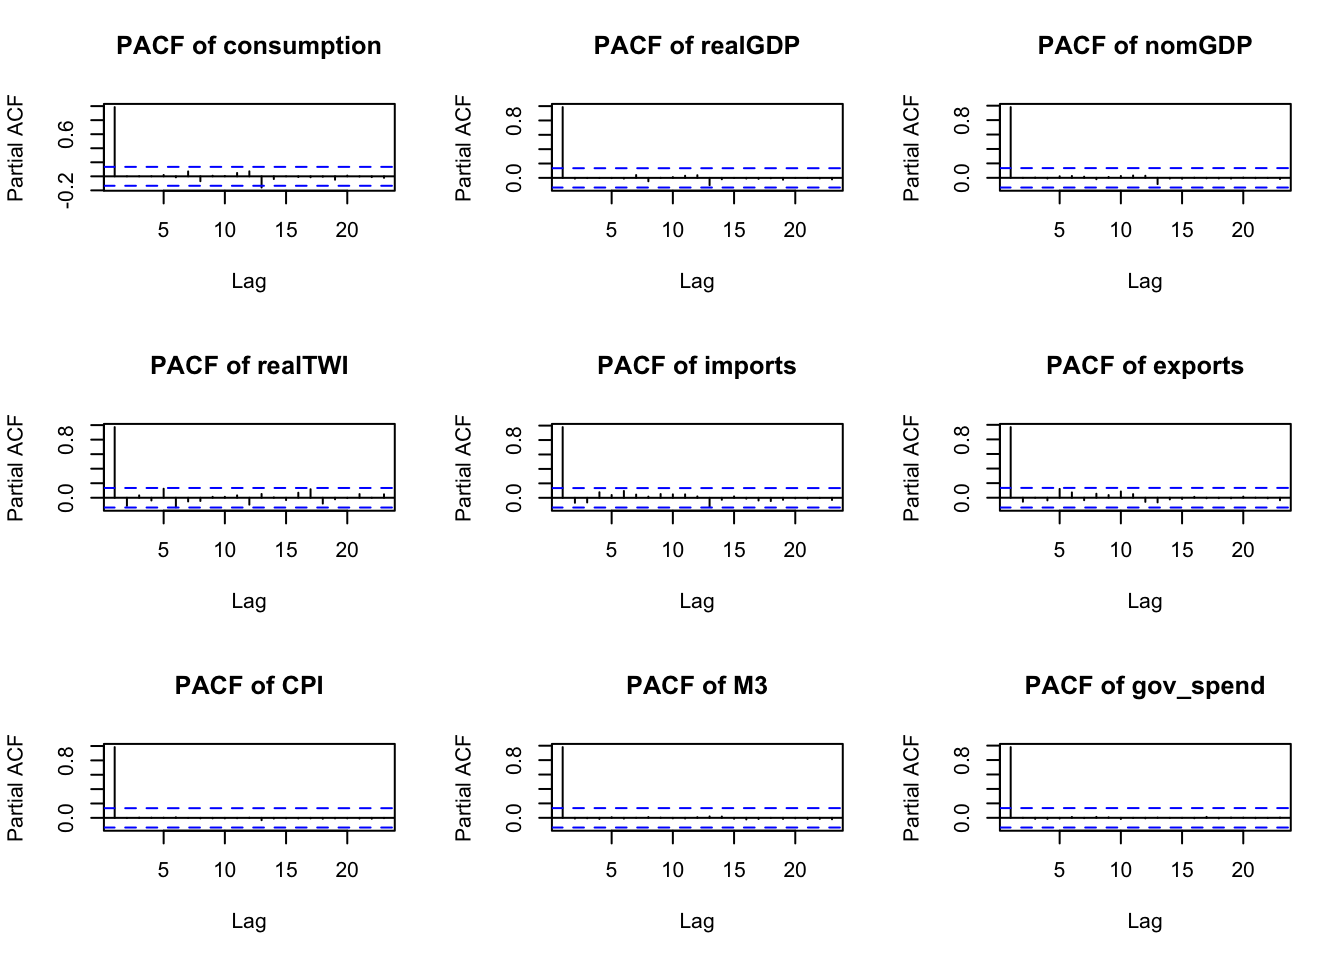 PACF of consumption
Partial ACF
-0.2 0.6
5 10 15 20
Lag
PACF of realGDP
Partial ACF
0.0 0.8
5 10 15 20
Lag
PACF of nomGDP
Partial ACF
0.0 0.8
5 10 15 20
Lag
PACF of realTWI
Partial ACF
0.0 0.8
5 10 15 20
Lag
PACF of imports
Partial ACF
0.0 0.8
5 10 15 20
Lag
PACF of exports
Partial ACF
0.0 0.8
5 10 15 20
Lag
PACF of CPI
Partial ACF
0.0 0.8
5 10 15 20
Lag
PACF of M3
Partial ACF
0.0 0.8
5 10 15 20
Lag
PACF of gov_spend
Partial ACF
0.0 0.8
5 10 15 20
Lag